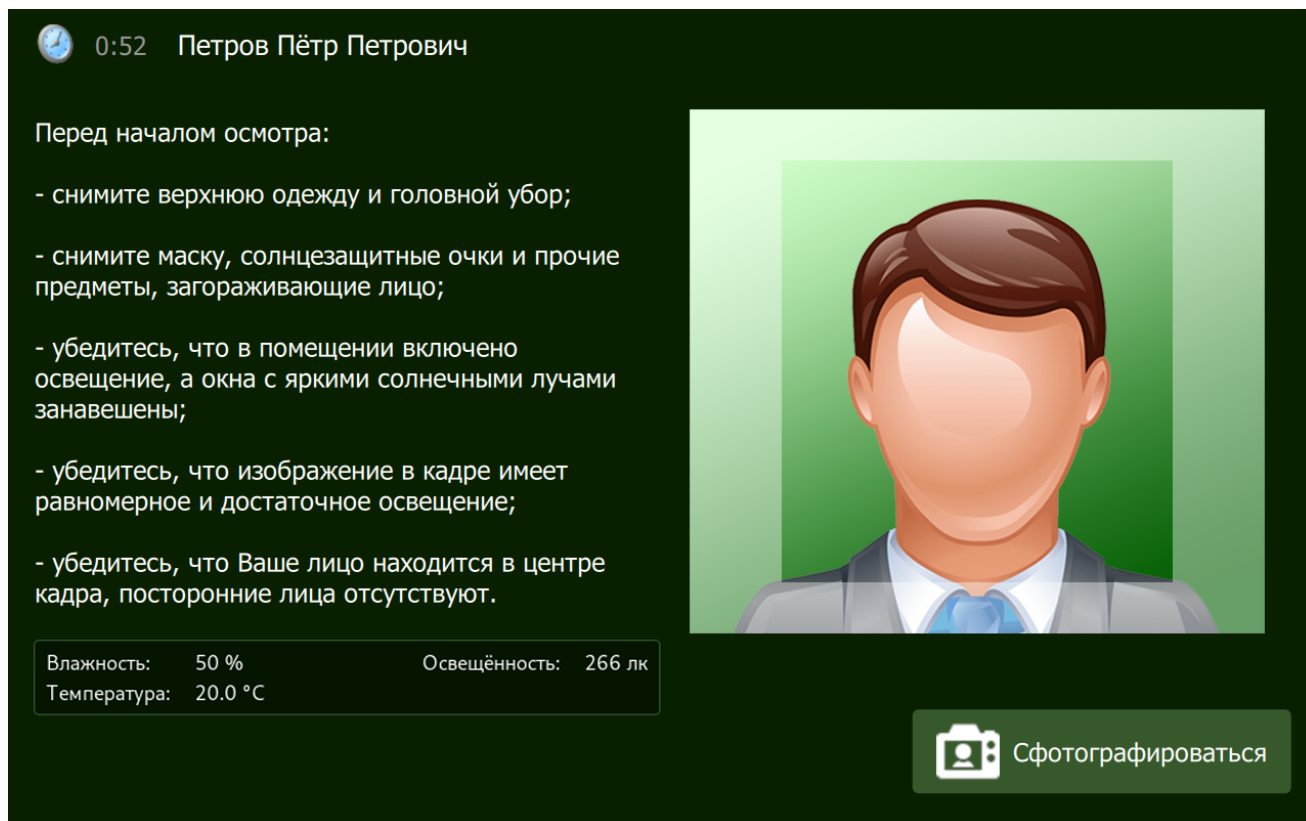 0:52 Петров Пётр Петрович
Перед началом осмотра:
- снимите верхнюю одежду и головной убор;
- снимите маску, солнцезащитные очки и прочие
предметы, загораживающие лицо;
- убедитесь, что в помещении включено
освещение, а окна с яркими солнечными лучами
занавешены;
- убедитесь, что изображение в кадре имеет
равномерное и достаточное освещение;
- убедитесь, что Ваше лицо находится в центре
кадра, посторонние лица отсутствуют.
Влажность: 50 % Освещённость: 266 лк
Температура: 20.0 °C
Сфотографироваться